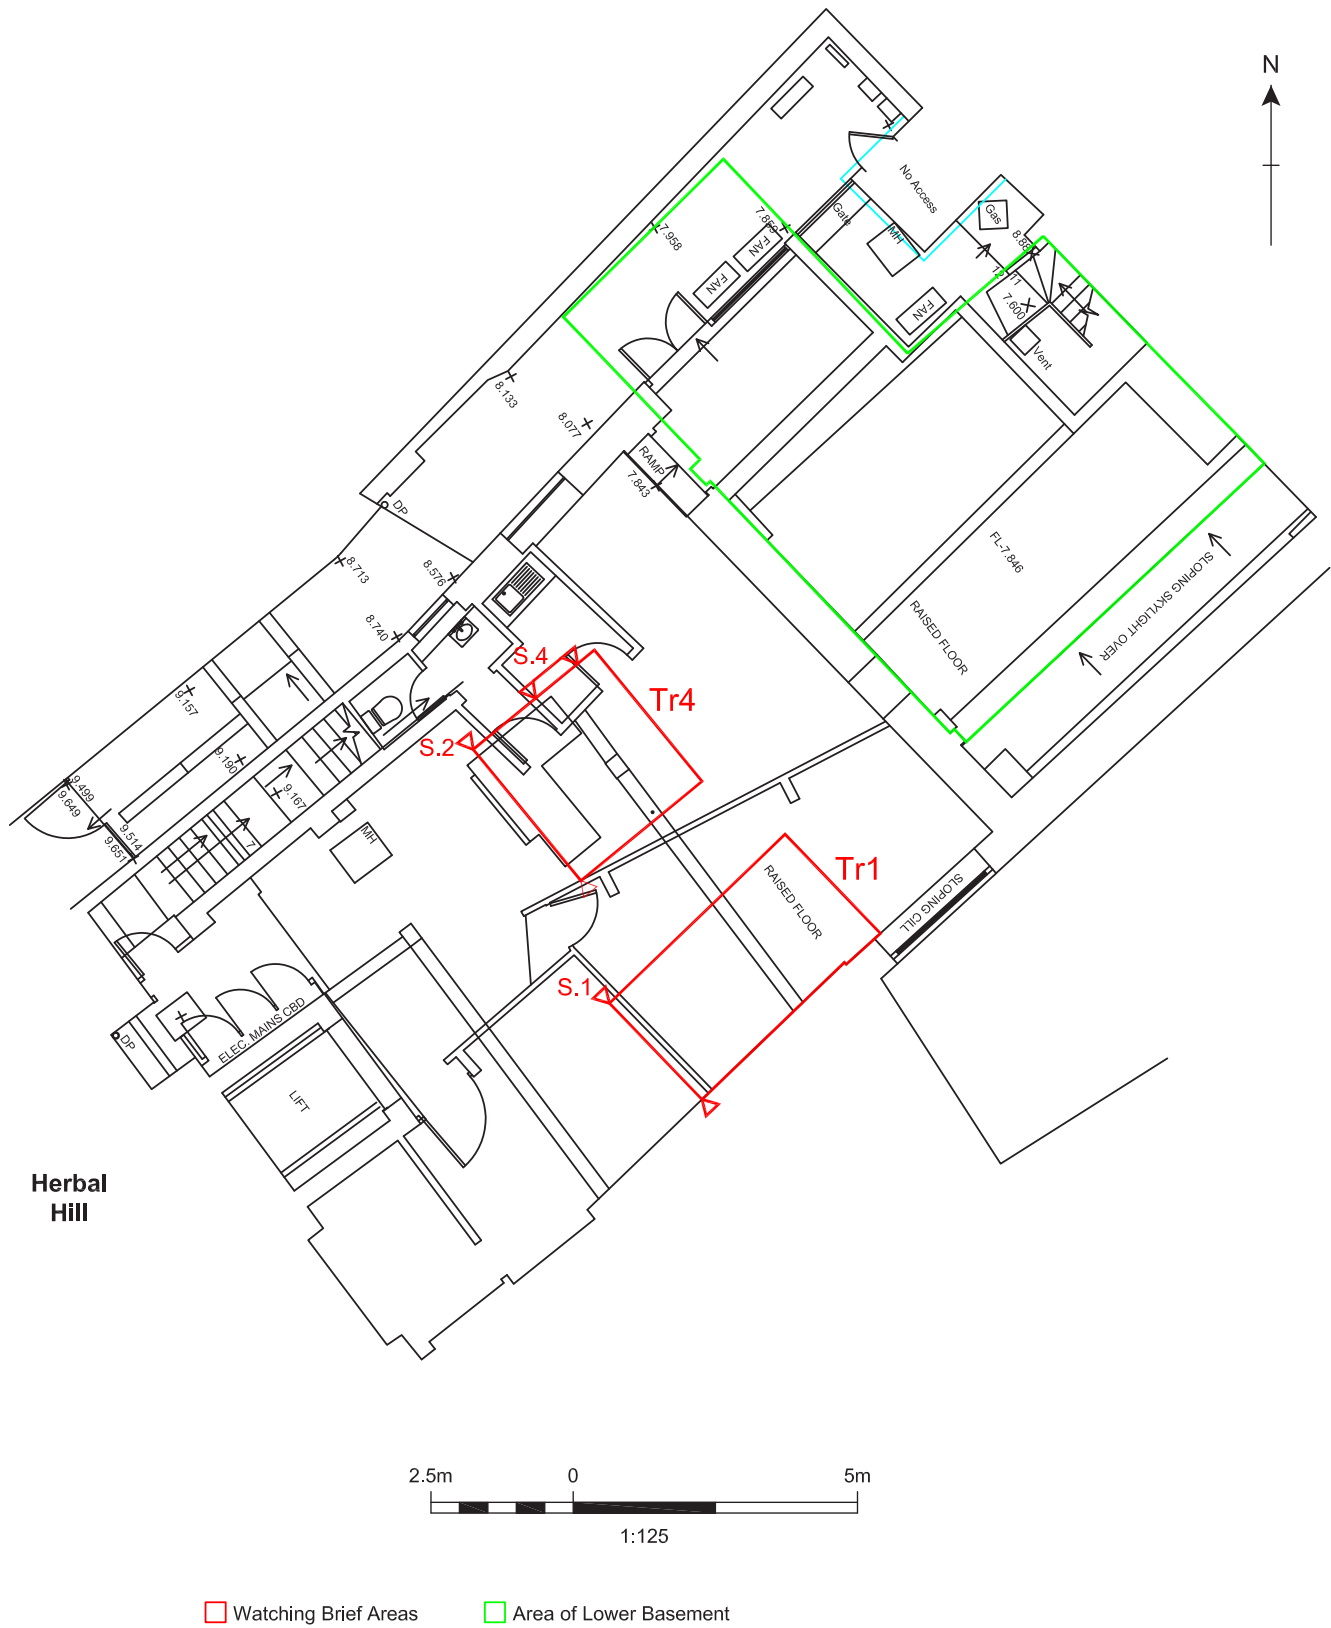 N
No Access
Gas
Gate
MH
7.958
FAN
FAN
FAN
7.600
Vent
8.133
8.077
RAMP
7.843
DP
8.713
8.576
8.740
FL-7.846
RAISED FLOOR
SLOPING SKYLIGHT OVER
S.4
Tr4
S.2
9.157
9.190
9.167
9.499
9.649
9.514
9.651
7
MH
Tr1
RAISED FLOOR
SLOPING CILL
S.1
ELEC. MAINS CBD
DP
LIFT
Herbal
Hill
2.5m 0 5m
1:125
Watching Brief Areas Area of Lower Basement